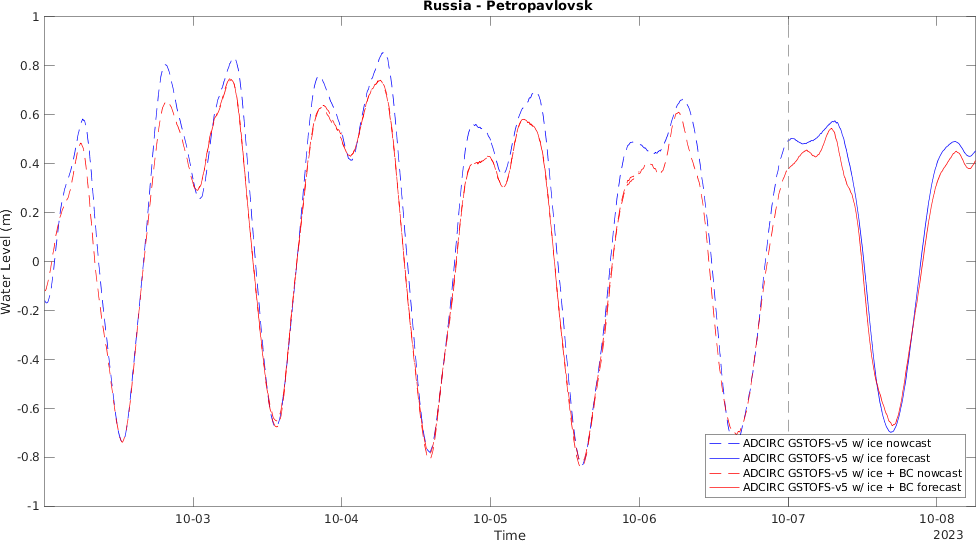 Russia - Petropavlovsk
Water Level (m)
1
0.8
0.6
0.4
0.2
0
-0.2
-0.4
-0.6
-0.8
-1
ADCIRC GSTOFS-v5 w/ ice nowcast
ADCIRC GSTOFS-v5 w/ ice forecast
ADCIRC GSTOFS-v5 w/ ice + BC nowcast
ADCIRC GSTOFS-v5 w/ ice + BC forecast
10-03 10-04 10-05 10-06 10-07 10-08
Time
2023